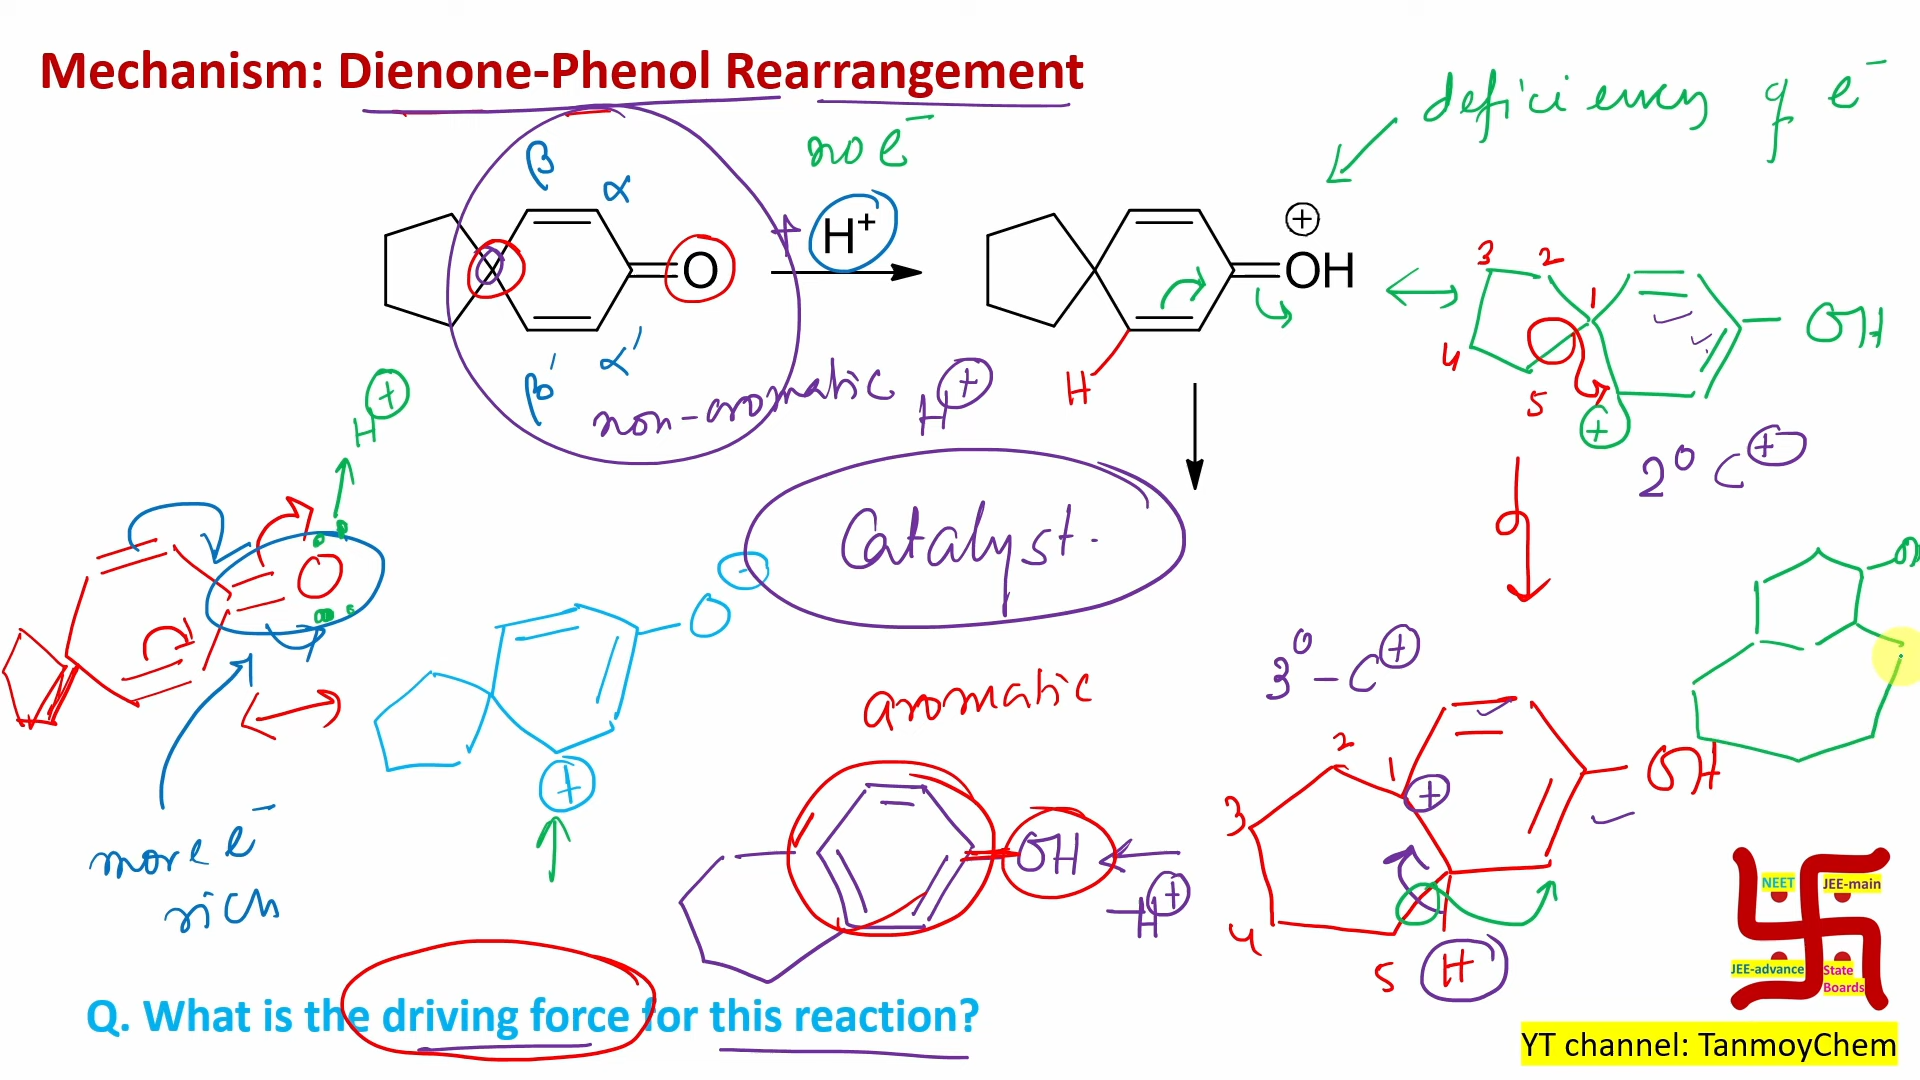 Mechanism: Dienone-Phenol Rearrangement
deficiency of e⁻
no e⁻
β
α
+ H⁺
O
β'
α'
non-aromatic
H⊕
⊕
OH
H
3 2
1
4
5
OH
⊕
2° C⊕
H⊕
O
O⁻
⊕
Catalyst.
more e⁻
rich
aromatic
3° - C⊕
2 1
3
4
5
⊕
OH
H
OH
-H⊕
Q. What is the driving force for this reaction?
NEET
JEE-main
JEE-advance
State
Boards
YT channel: TanmoyChem